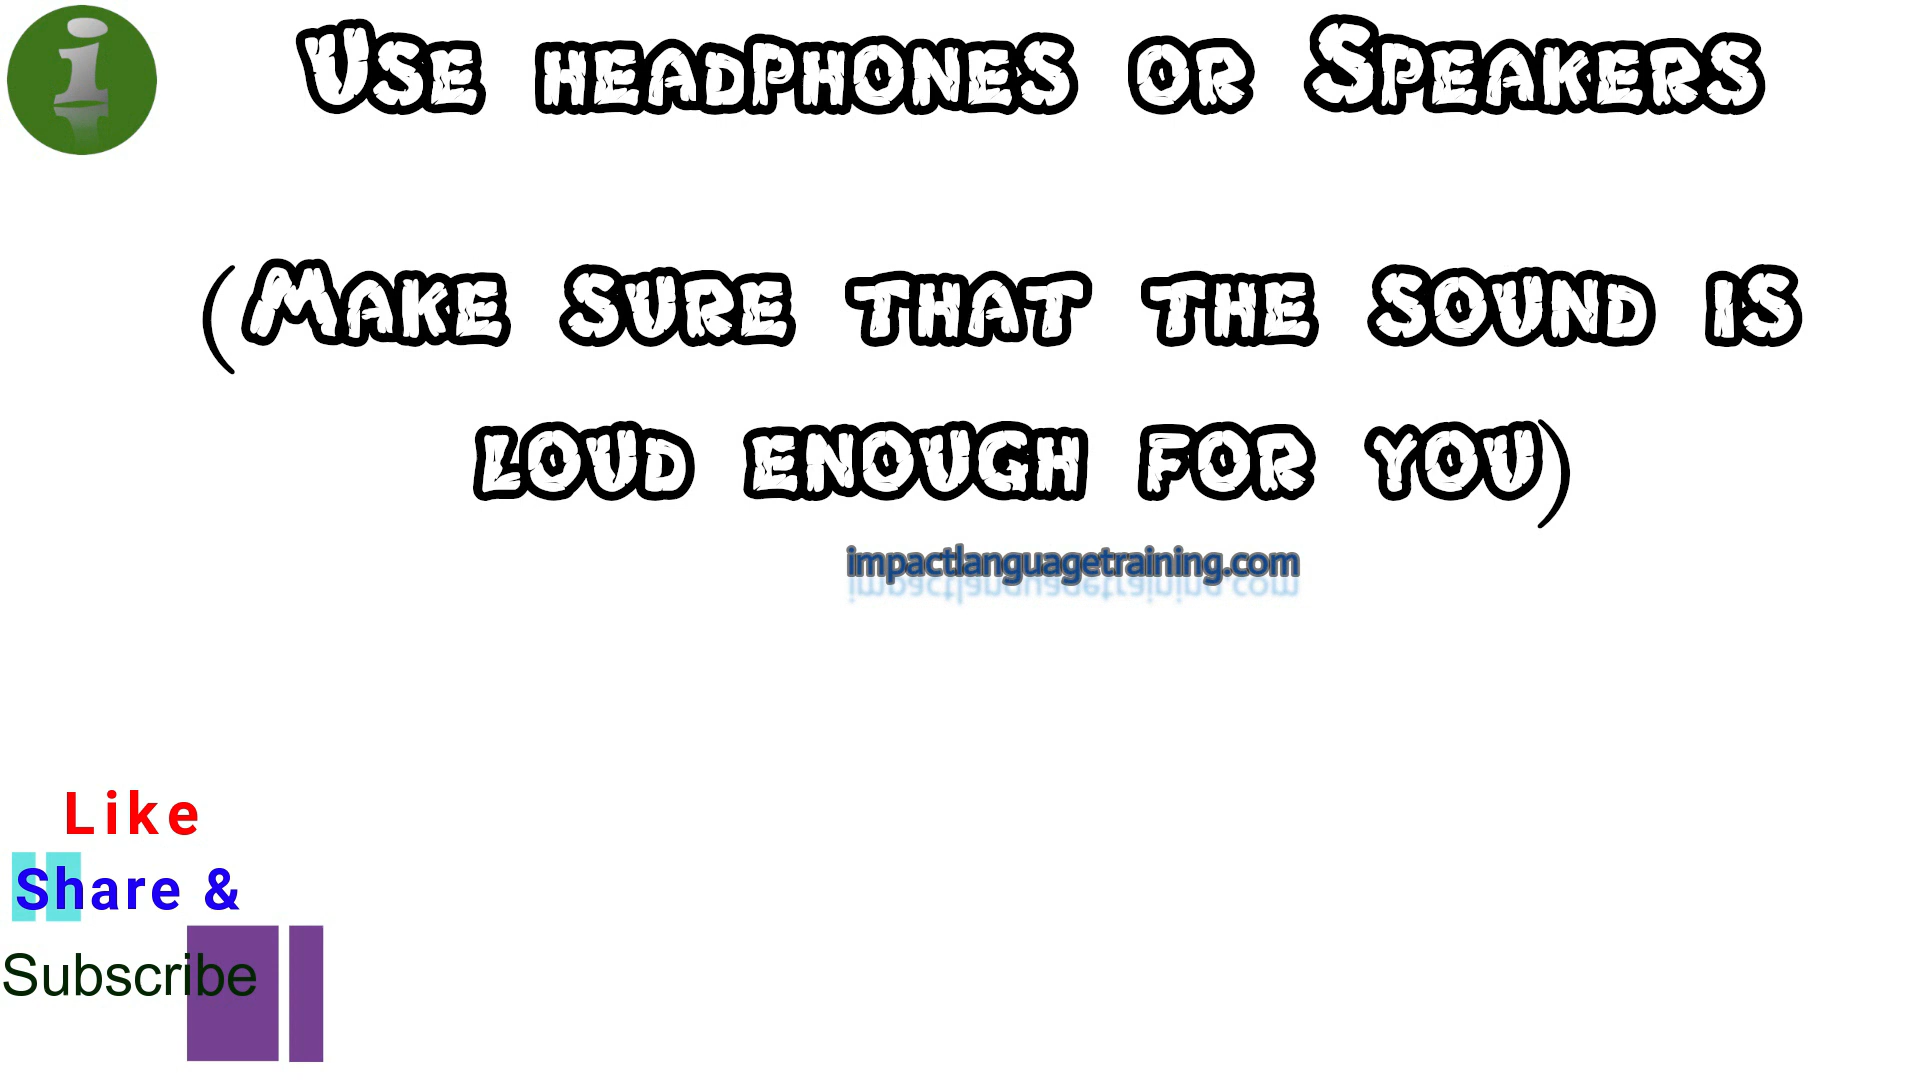 i
Use headphones or Speakers
(Make sure that the sound is
loud enough for you)
impactlanguagetraining.com
Like
Share &
Subscribe